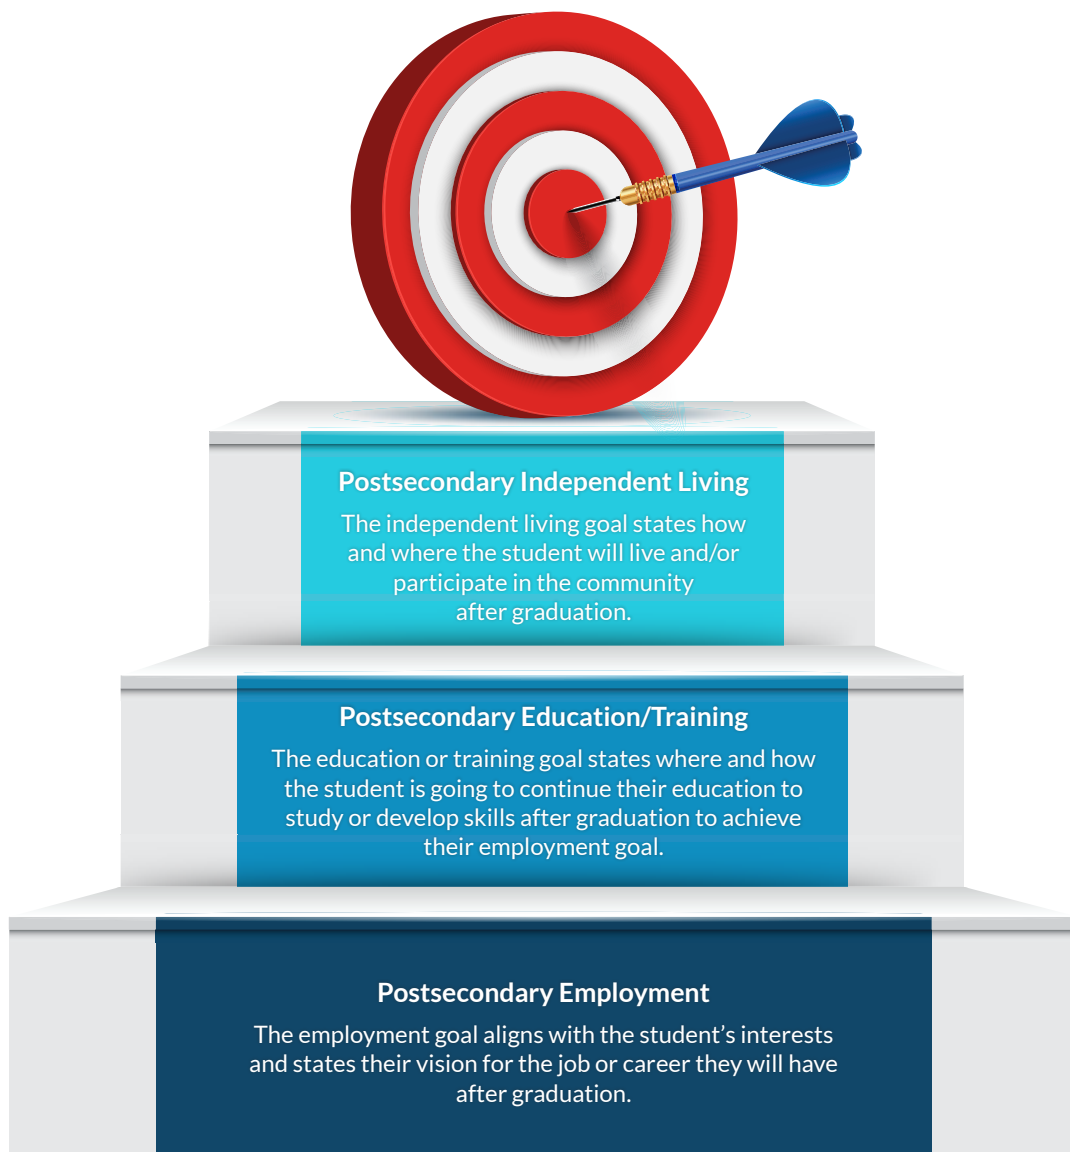 Postsecondary Independent Living
The independent living goal states how
and where the student will live and/or
participate in the community
after graduation.
Postsecondary Education/Training
The education or training goal states where and how
the student is going to continue their education to
study or develop skills after graduation to achieve
their employment goal.
Postsecondary Employment
The employment goal aligns with the student’s interests
and states their vision for the job or career they will have
after graduation.